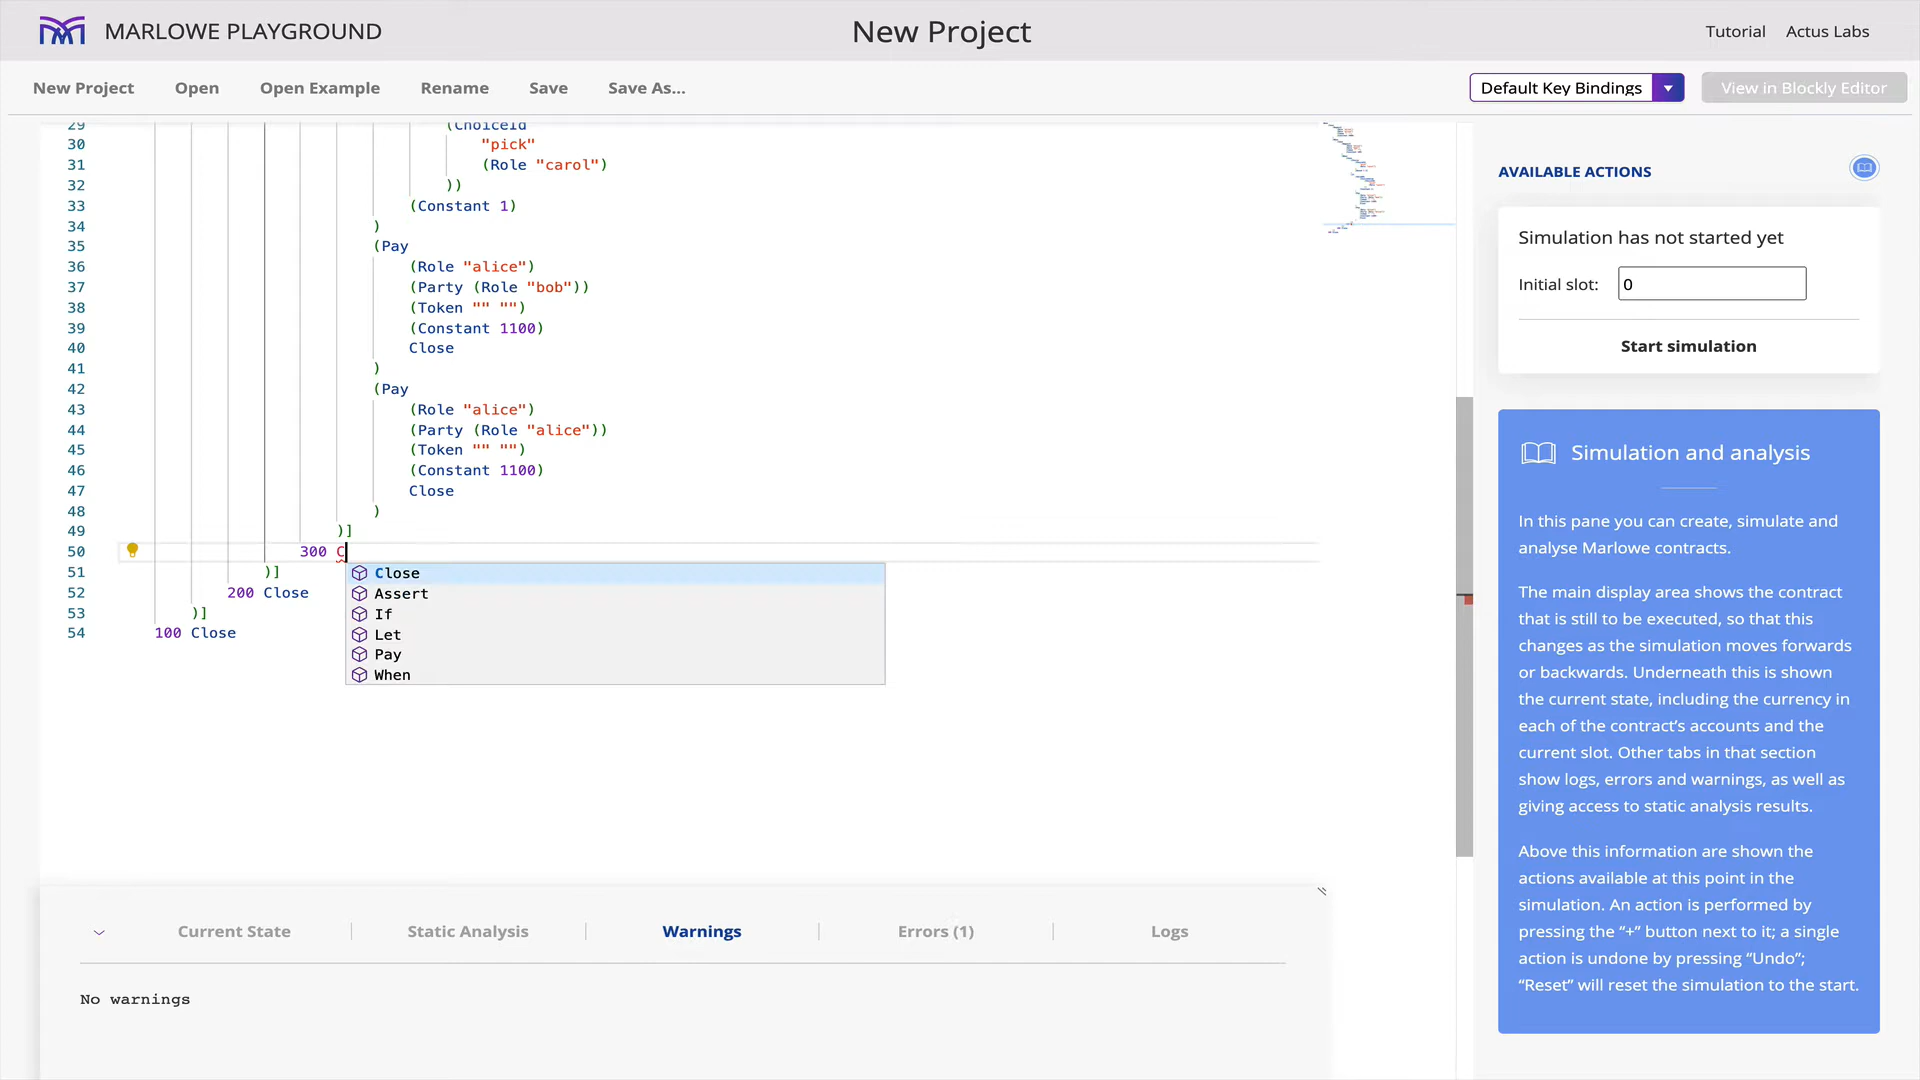 MARLOWE PLAYGROUND
New Project
Tutorial
Actus Labs
New Project
Open
Open Example
Rename
Save
Save As...
Default Key Bindings
View in Blockly Editor
29 (ChoiceId
30 "pick"
31 (Role "carol")
32 ))
33 (Constant 1)
34 )
35 (Pay
36 (Role "alice")
37 (Party (Role "bob"))
38 (Token "" "")
39 (Constant 1100)
40 Close
41 )
42 (Pay
43 (Role "alice")
44 (Party (Role "alice"))
45 (Token "" "")
46 (Constant 1100)
47 Close
48 )
49 )]
50 300 C
51 )]
52 200 Close
53 )]
54 100 Close
Close
Assert
If
Let
Pay
When
Current State
Static Analysis
Warnings
Errors (1)
Logs
No warnings
AVAILABLE ACTIONS
Simulation has not started yet
Initial slot: 0
Start simulation
Simulation and analysis
In this pane you can create, simulate and
analyse Marlowe contracts.
The main display area shows the contract
that is still to be executed, so that this
changes as the simulation moves forwards
or backwards. Underneath this is shown
the current state, including the currency in
each of the contract’s accounts and the
current slot. Other tabs in that section
show logs, errors and warnings, as well as
giving access to static analysis results.
Above this information are shown the
actions available at this point in the
simulation. An action is performed by
pressing the “+” button next to it; a single
action is undone by pressing “Undo”;
“Reset” will reset the simulation to the start.